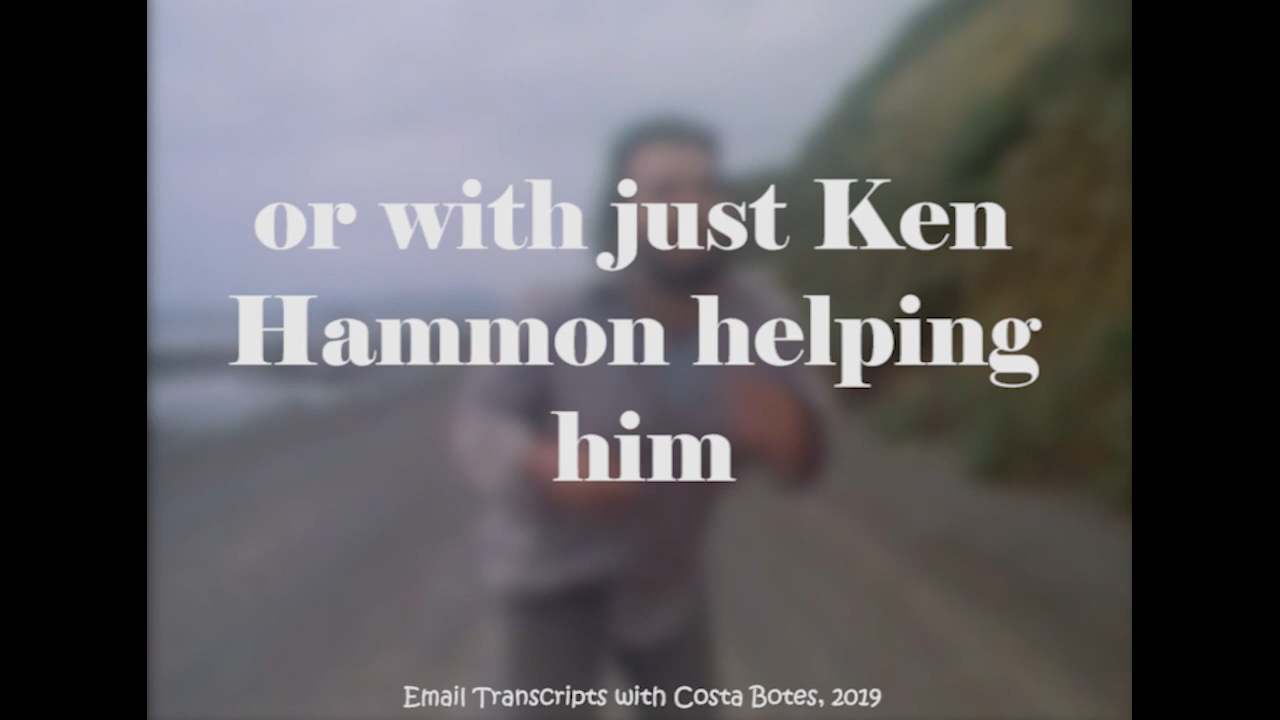 or with just Ken
Hammon helping
him
Email Transcripts with Costa Botes, 2019